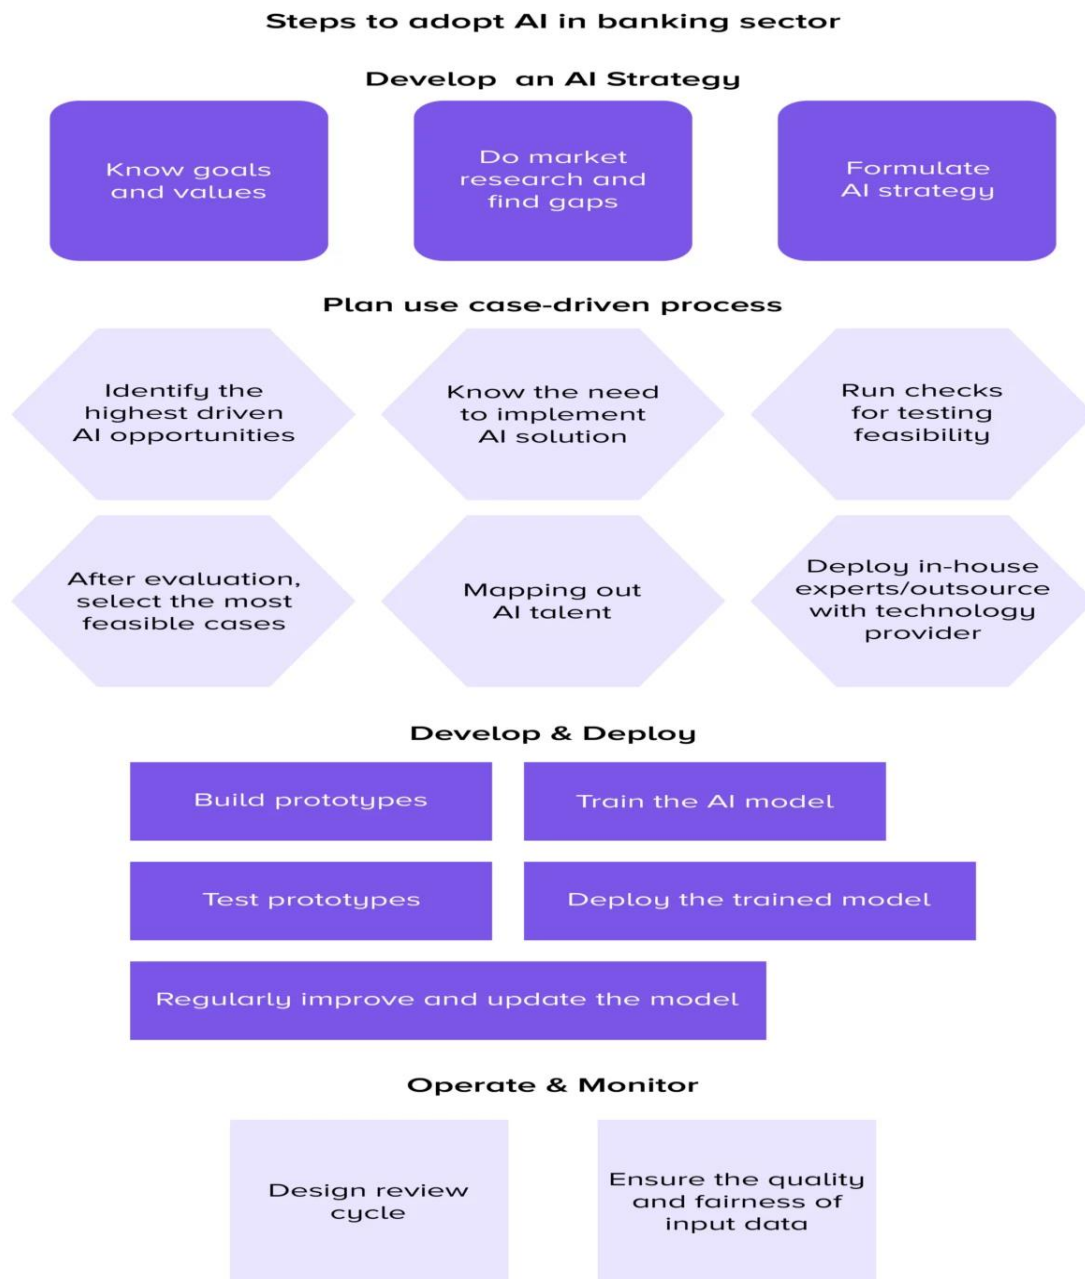 Steps to adopt AI in banking sector
Develop an AI Strategy
Know goals
and values
Do market
research and
find gaps
Formulate
AI strategy
Plan use case-driven process
Identify the
highest driven
AI opportunities
Know the need
to implement
AI solution
Run checks
for testing
feasibility
After evaluation,
select the most
feasible cases
Mapping out
AI talent
Deploy in-house
experts/outsource
with technology
provider
Develop & Deploy
Build prototypes
Train the AI model
Test prototypes
Deploy the trained model
Regularly improve and update the model
Operate & Monitor
Design review
cycle
Ensure the quality
and fairness of
input data